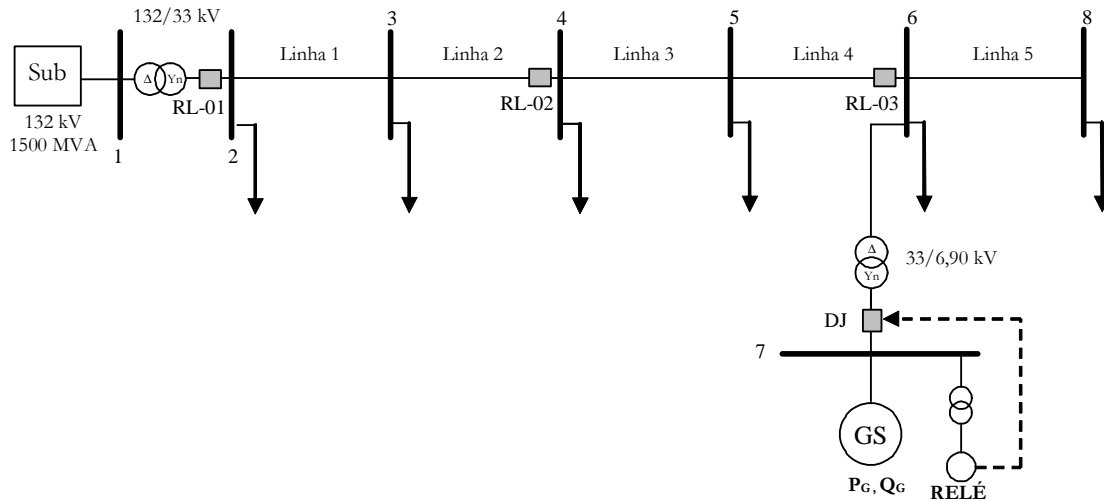 132/33 kV
3
4
5
6
8
Sub
Δ
Yn
Linha 1
Linha 2
Linha 3
Linha 4
Linha 5
RL-01
RL-02
RL-03
132 kV
1500 MVA
1
2
Δ
Yn
33/6,90 kV
DJ
7
GS
PG, QG
RELÉ